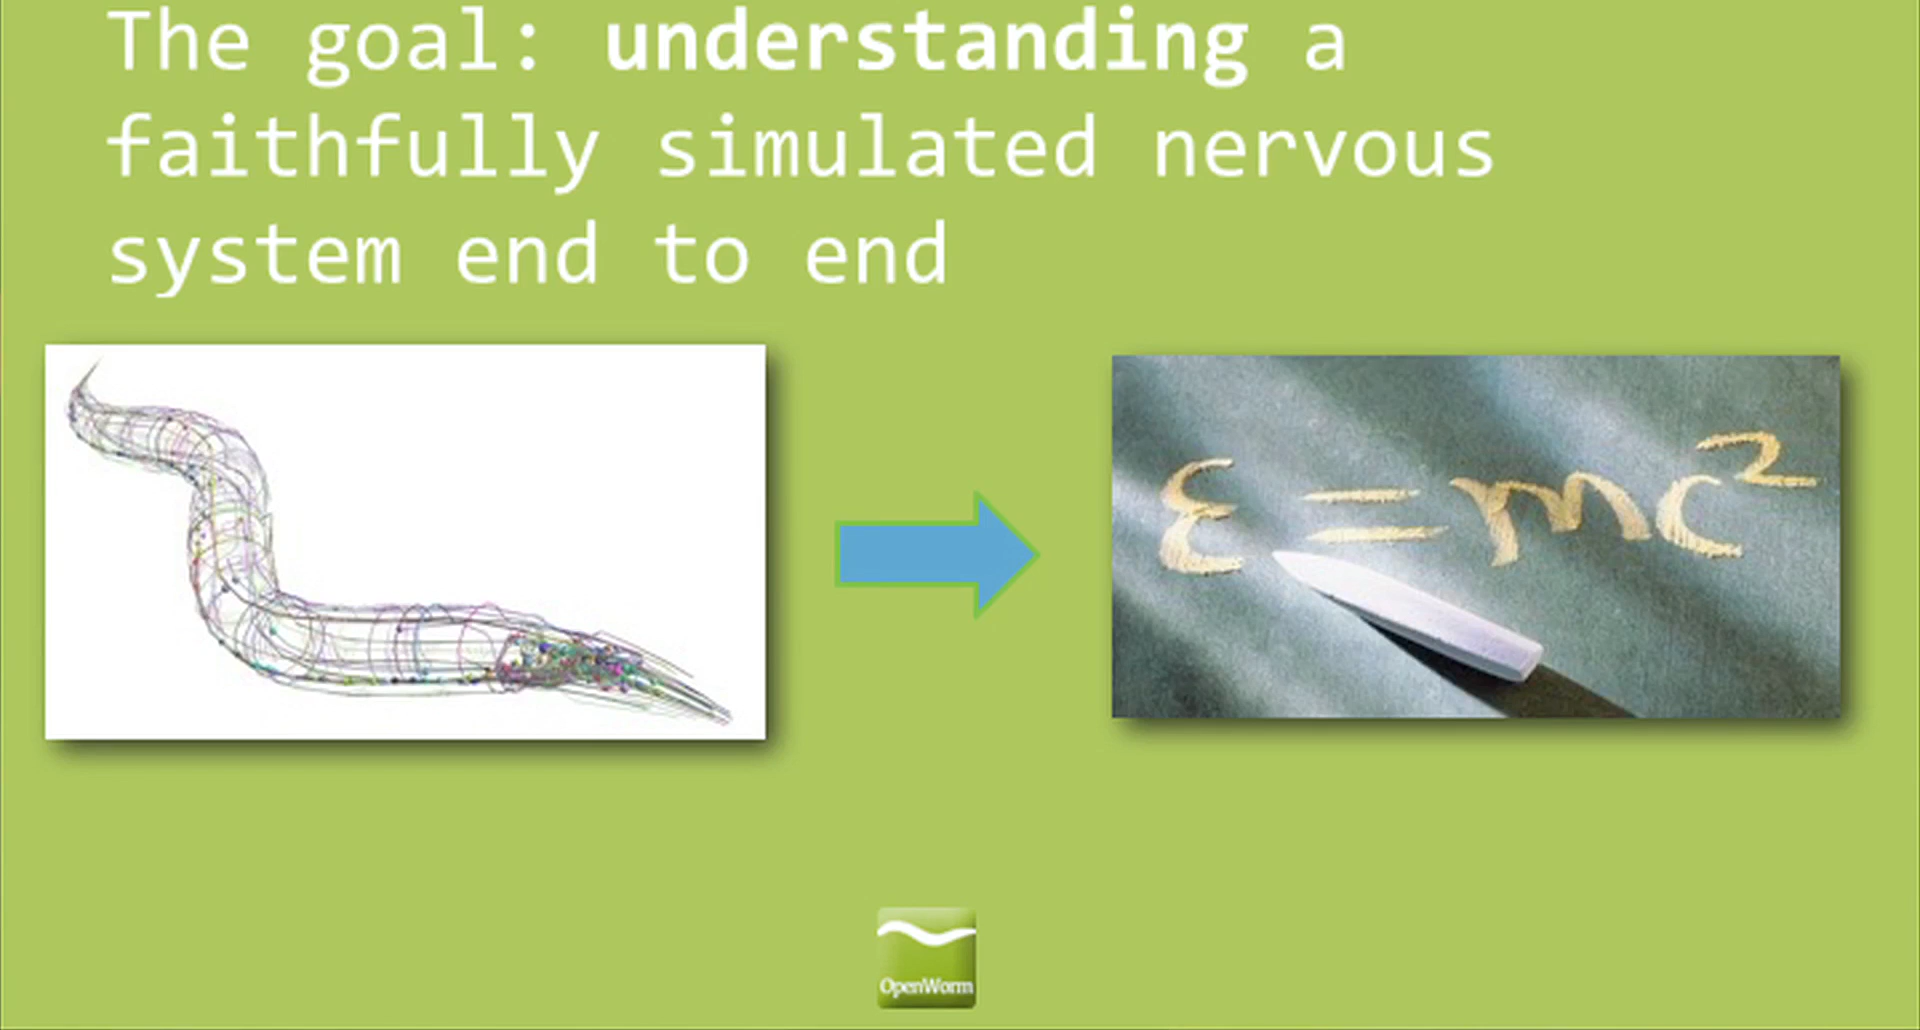 The goal: understanding a
faithfully simulated nervous
system end to end
ε=mc²
OpenWorm